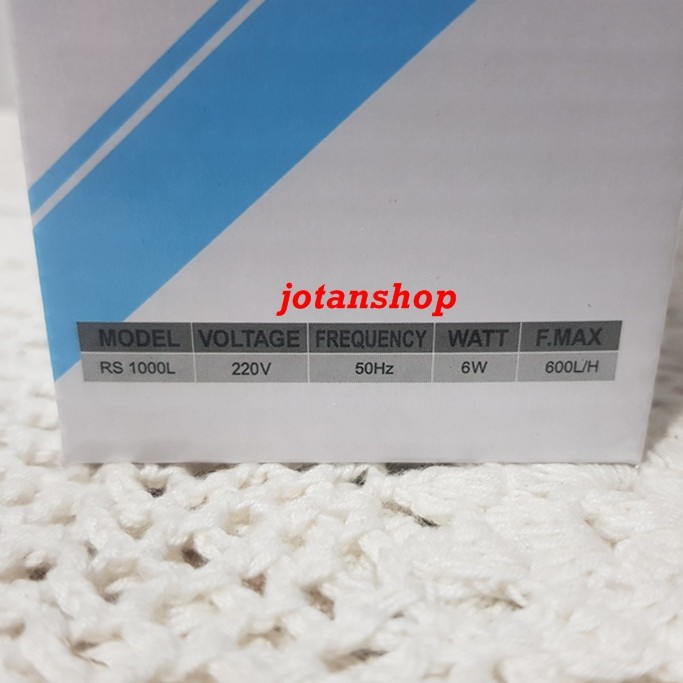 jotanshop
MODEL VOLTAGE FREQUENCY WATT F.MAX
RS 1000L 220V 50Hz 6W 600L/H